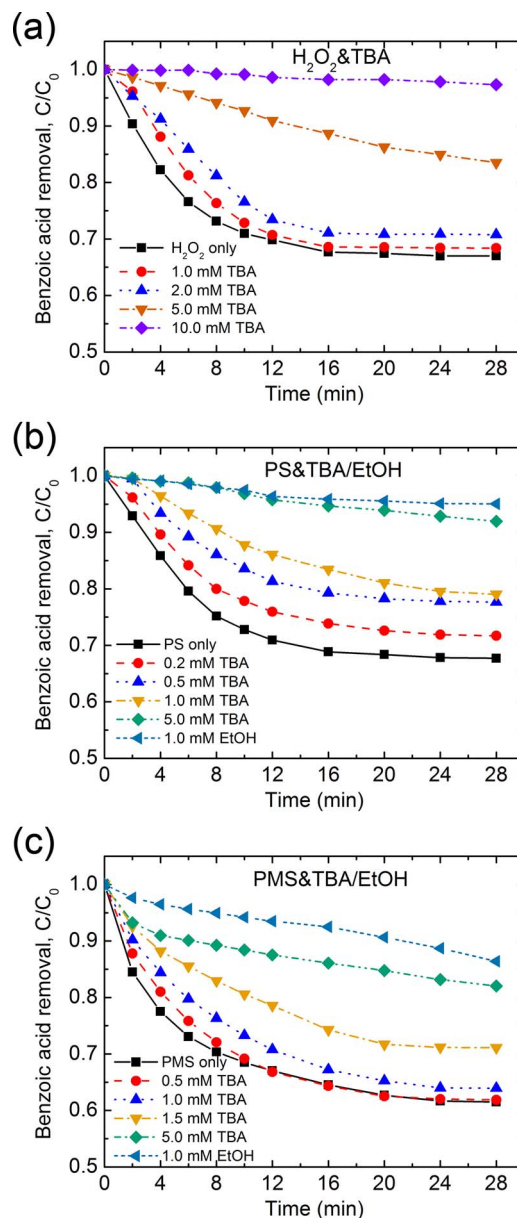 (a)
H₂O₂&TBA
Benzoic acid removal, C/C₀
1.0
0.9
0.8
0.7
0.6
0.5
H₂O₂ only
1.0 mM TBA
2.0 mM TBA
5.0 mM TBA
10.0 mM TBA
0 4 8 12 16 20 24 28
Time (min)
(b)
PS&TBA/EtOH
Benzoic acid removal, C/C₀
1.0
0.9
0.8
0.7
0.6
0.5
PS only
0.2 mM TBA
0.5 mM TBA
1.0 mM TBA
5.0 mM TBA
1.0 mM EtOH
0 4 8 12 16 20 24 28
Time (min)
(c)
PMS&TBA/EtOH
Benzoic acid removal, C/C₀
1.0
0.9
0.8
0.7
0.6
0.5
PMS only
0.5 mM TBA
1.0 mM TBA
1.5 mM TBA
5.0 mM TBA
1.0 mM EtOH
0 4 8 12 16 20 24 28
Time (min)